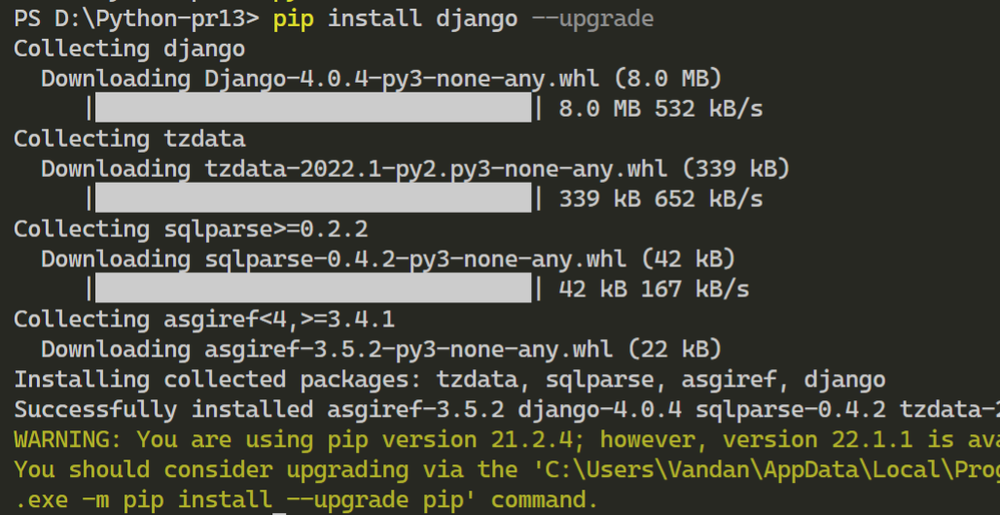 PS D:\Python-pr13> pip install django --upgrade
Collecting django
Downloading Django-4.0.4-py3-none-any.whl (8.0 MB)
| | 8.0 MB 532 kB/s
Collecting tzdata
Downloading tzdata-2022.1-py2.py3-none-any.whl (339 kB)
| | 339 kB 652 kB/s
Collecting sqlparse>=0.2.2
Downloading sqlparse-0.4.2-py3-none-any.whl (42 kB)
| | 42 kB 167 kB/s
Collecting asgiref<4,>=3.4.1
Downloading asgiref-3.5.2-py3-none-any.whl (22 kB)
Installing collected packages: tzdata, sqlparse, asgiref, django
Successfully installed asgiref-3.5.2 django-4.0.4 sqlparse-0.4.2 tzdata-2
WARNING: You are using pip version 21.2.4; however, version 22.1.1 is ava
You should consider upgrading via the 'C:\Users\Vandan\AppData\Local\Prog
.exe -m pip install --upgrade pip' command.